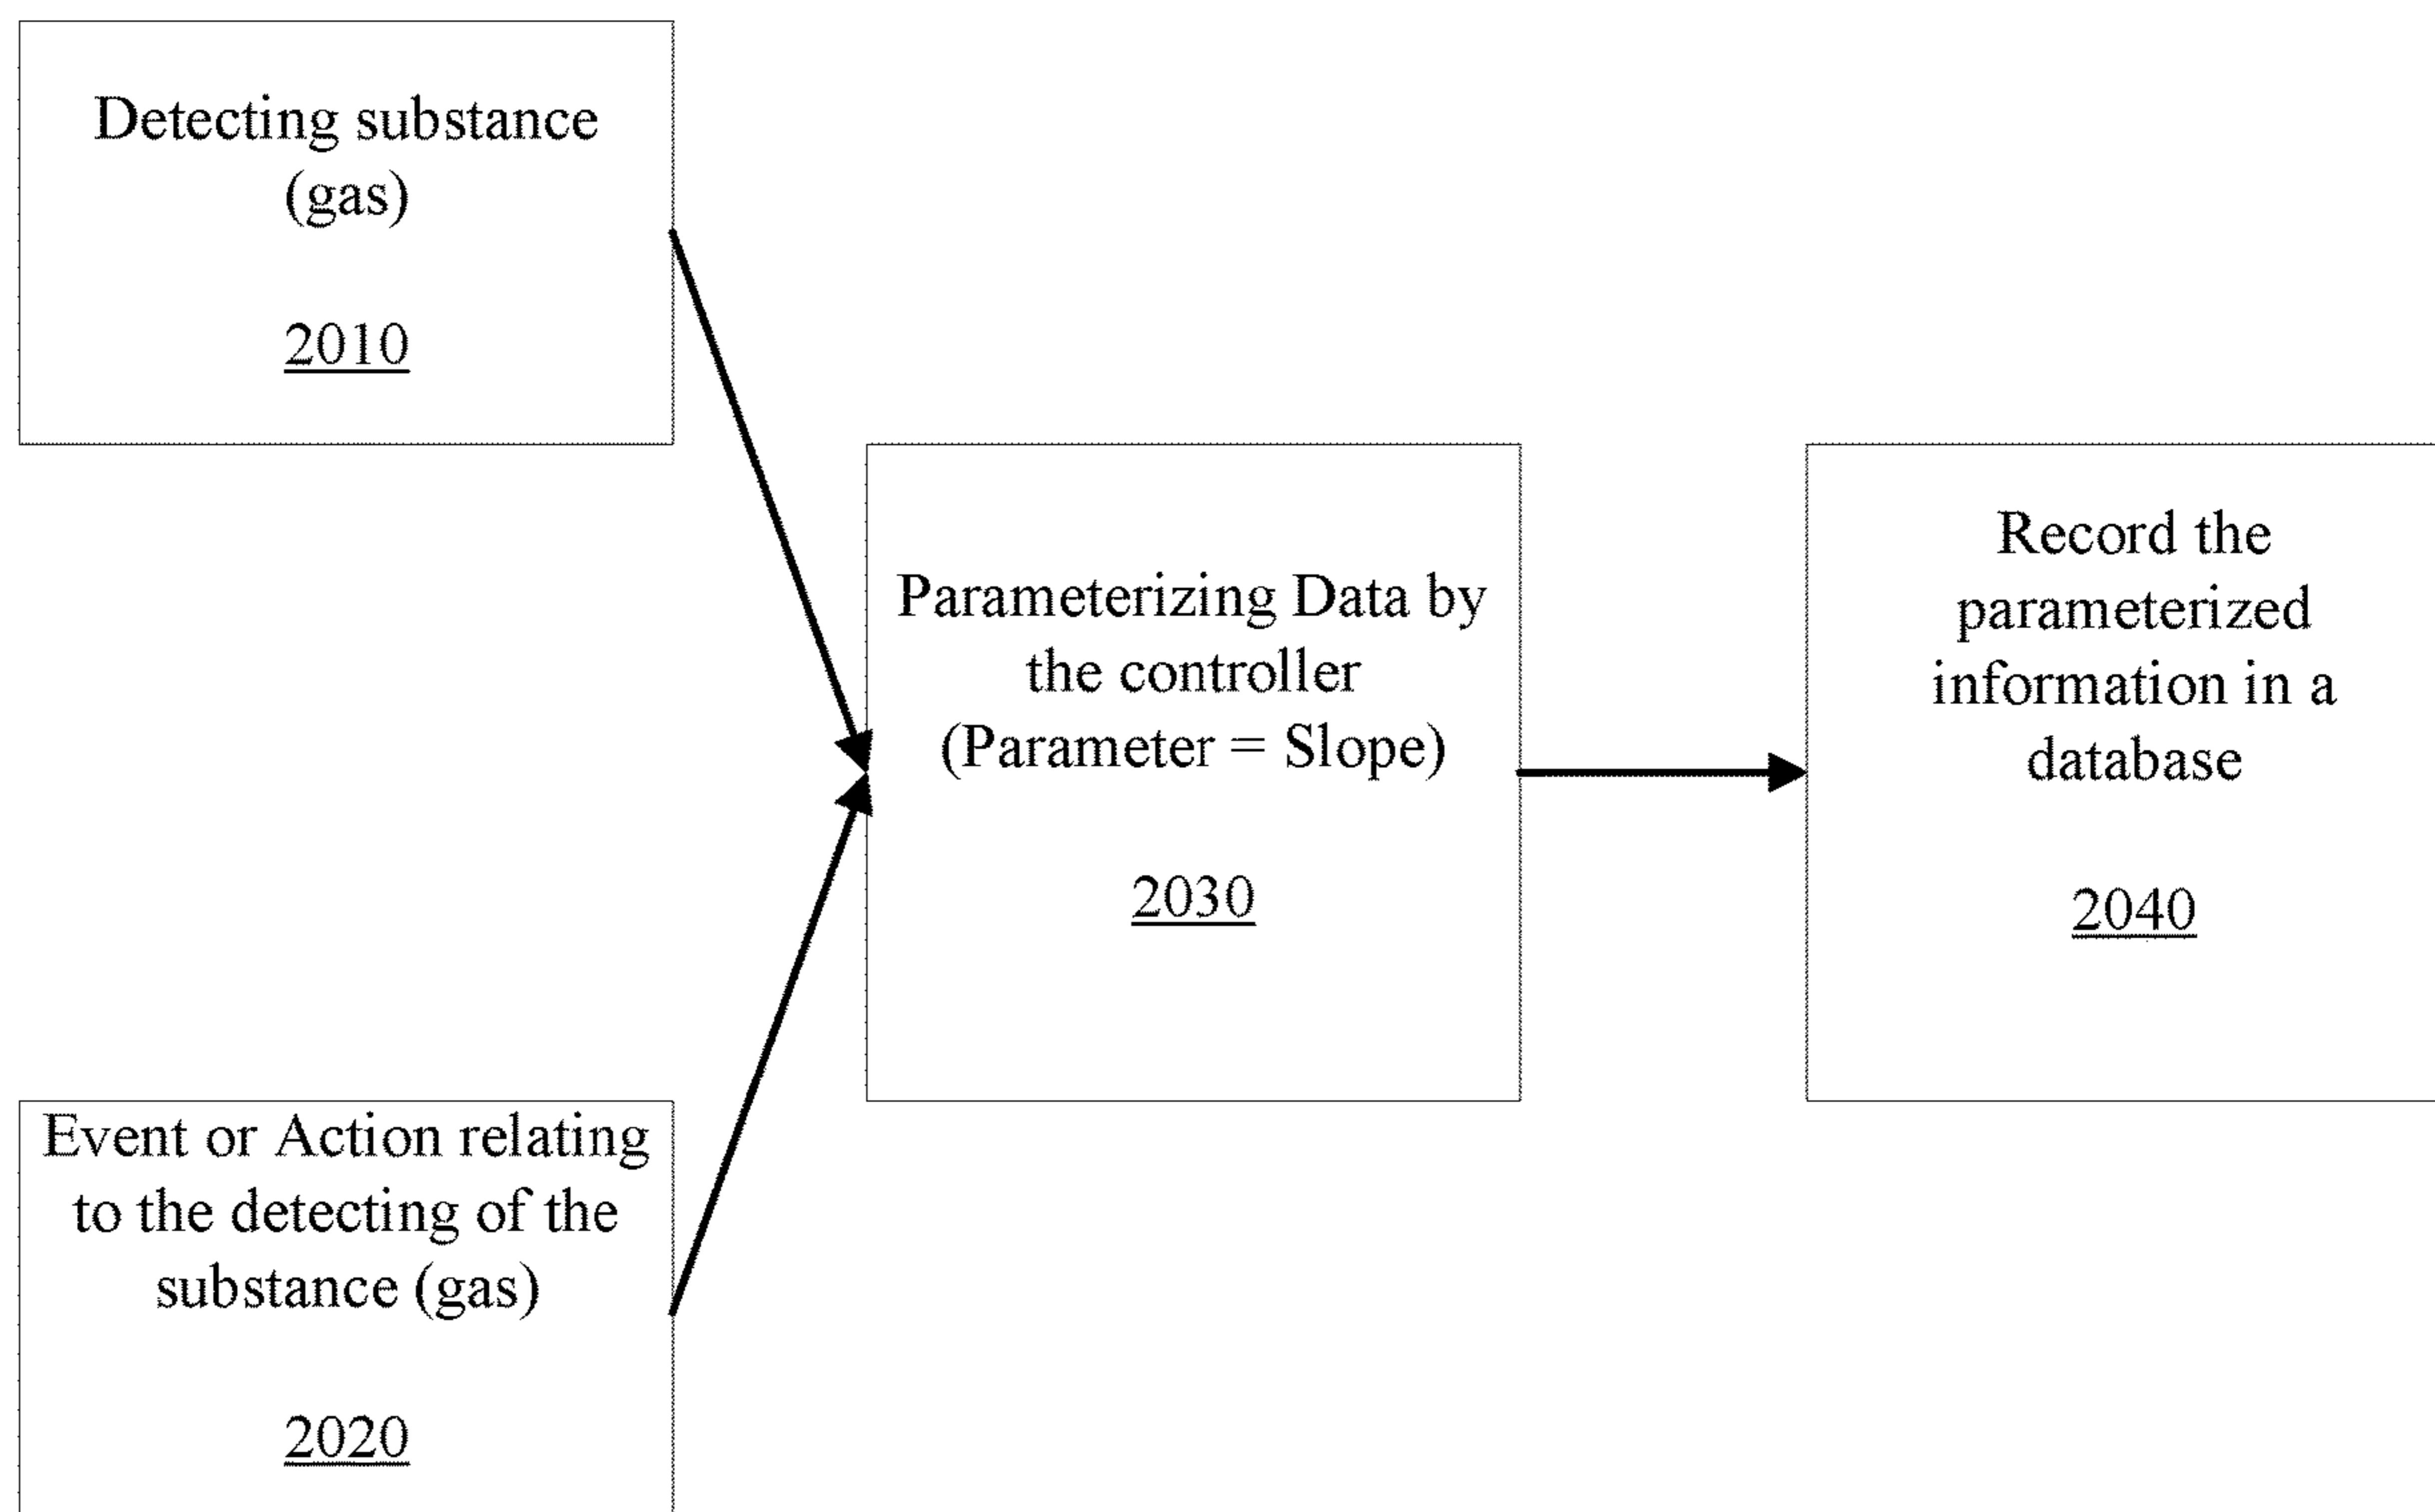 Detecting substance
(gas)
2010
Event or Action relating
to the detecting of the
substance (gas)
2020
Parameterizing Data by
the controller
(Parameter = Slope)
2030
Record the
parameterized
information in a
database
2040